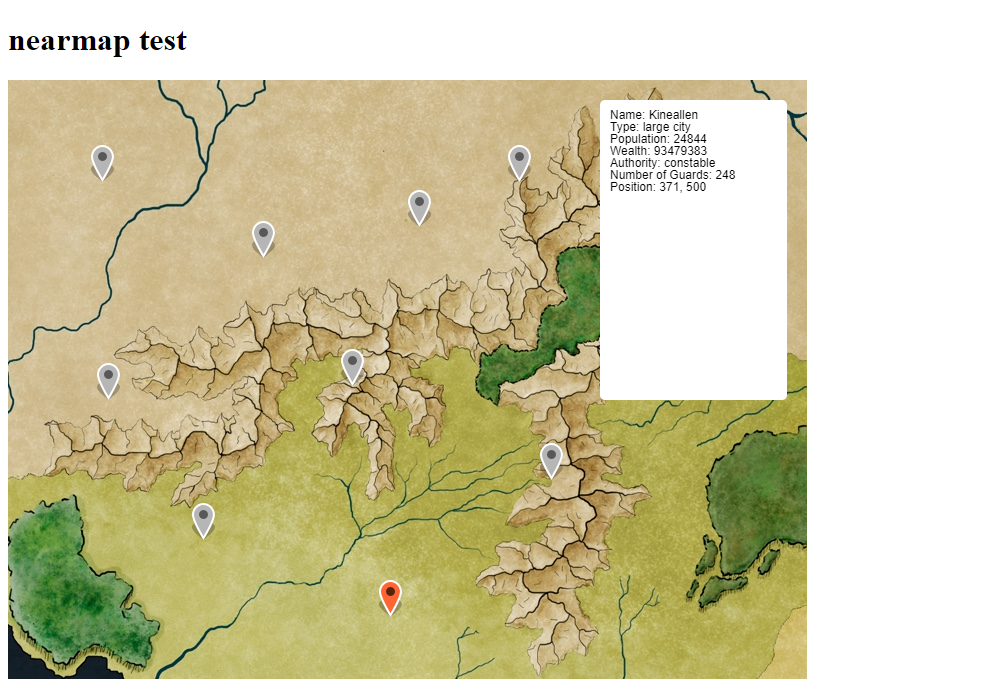 nearmap test
Name: Kineallen
Type: large city
Population: 24844
Wealth: 93479383
Authority: constable
Number of Guards: 248
Position: 371, 500